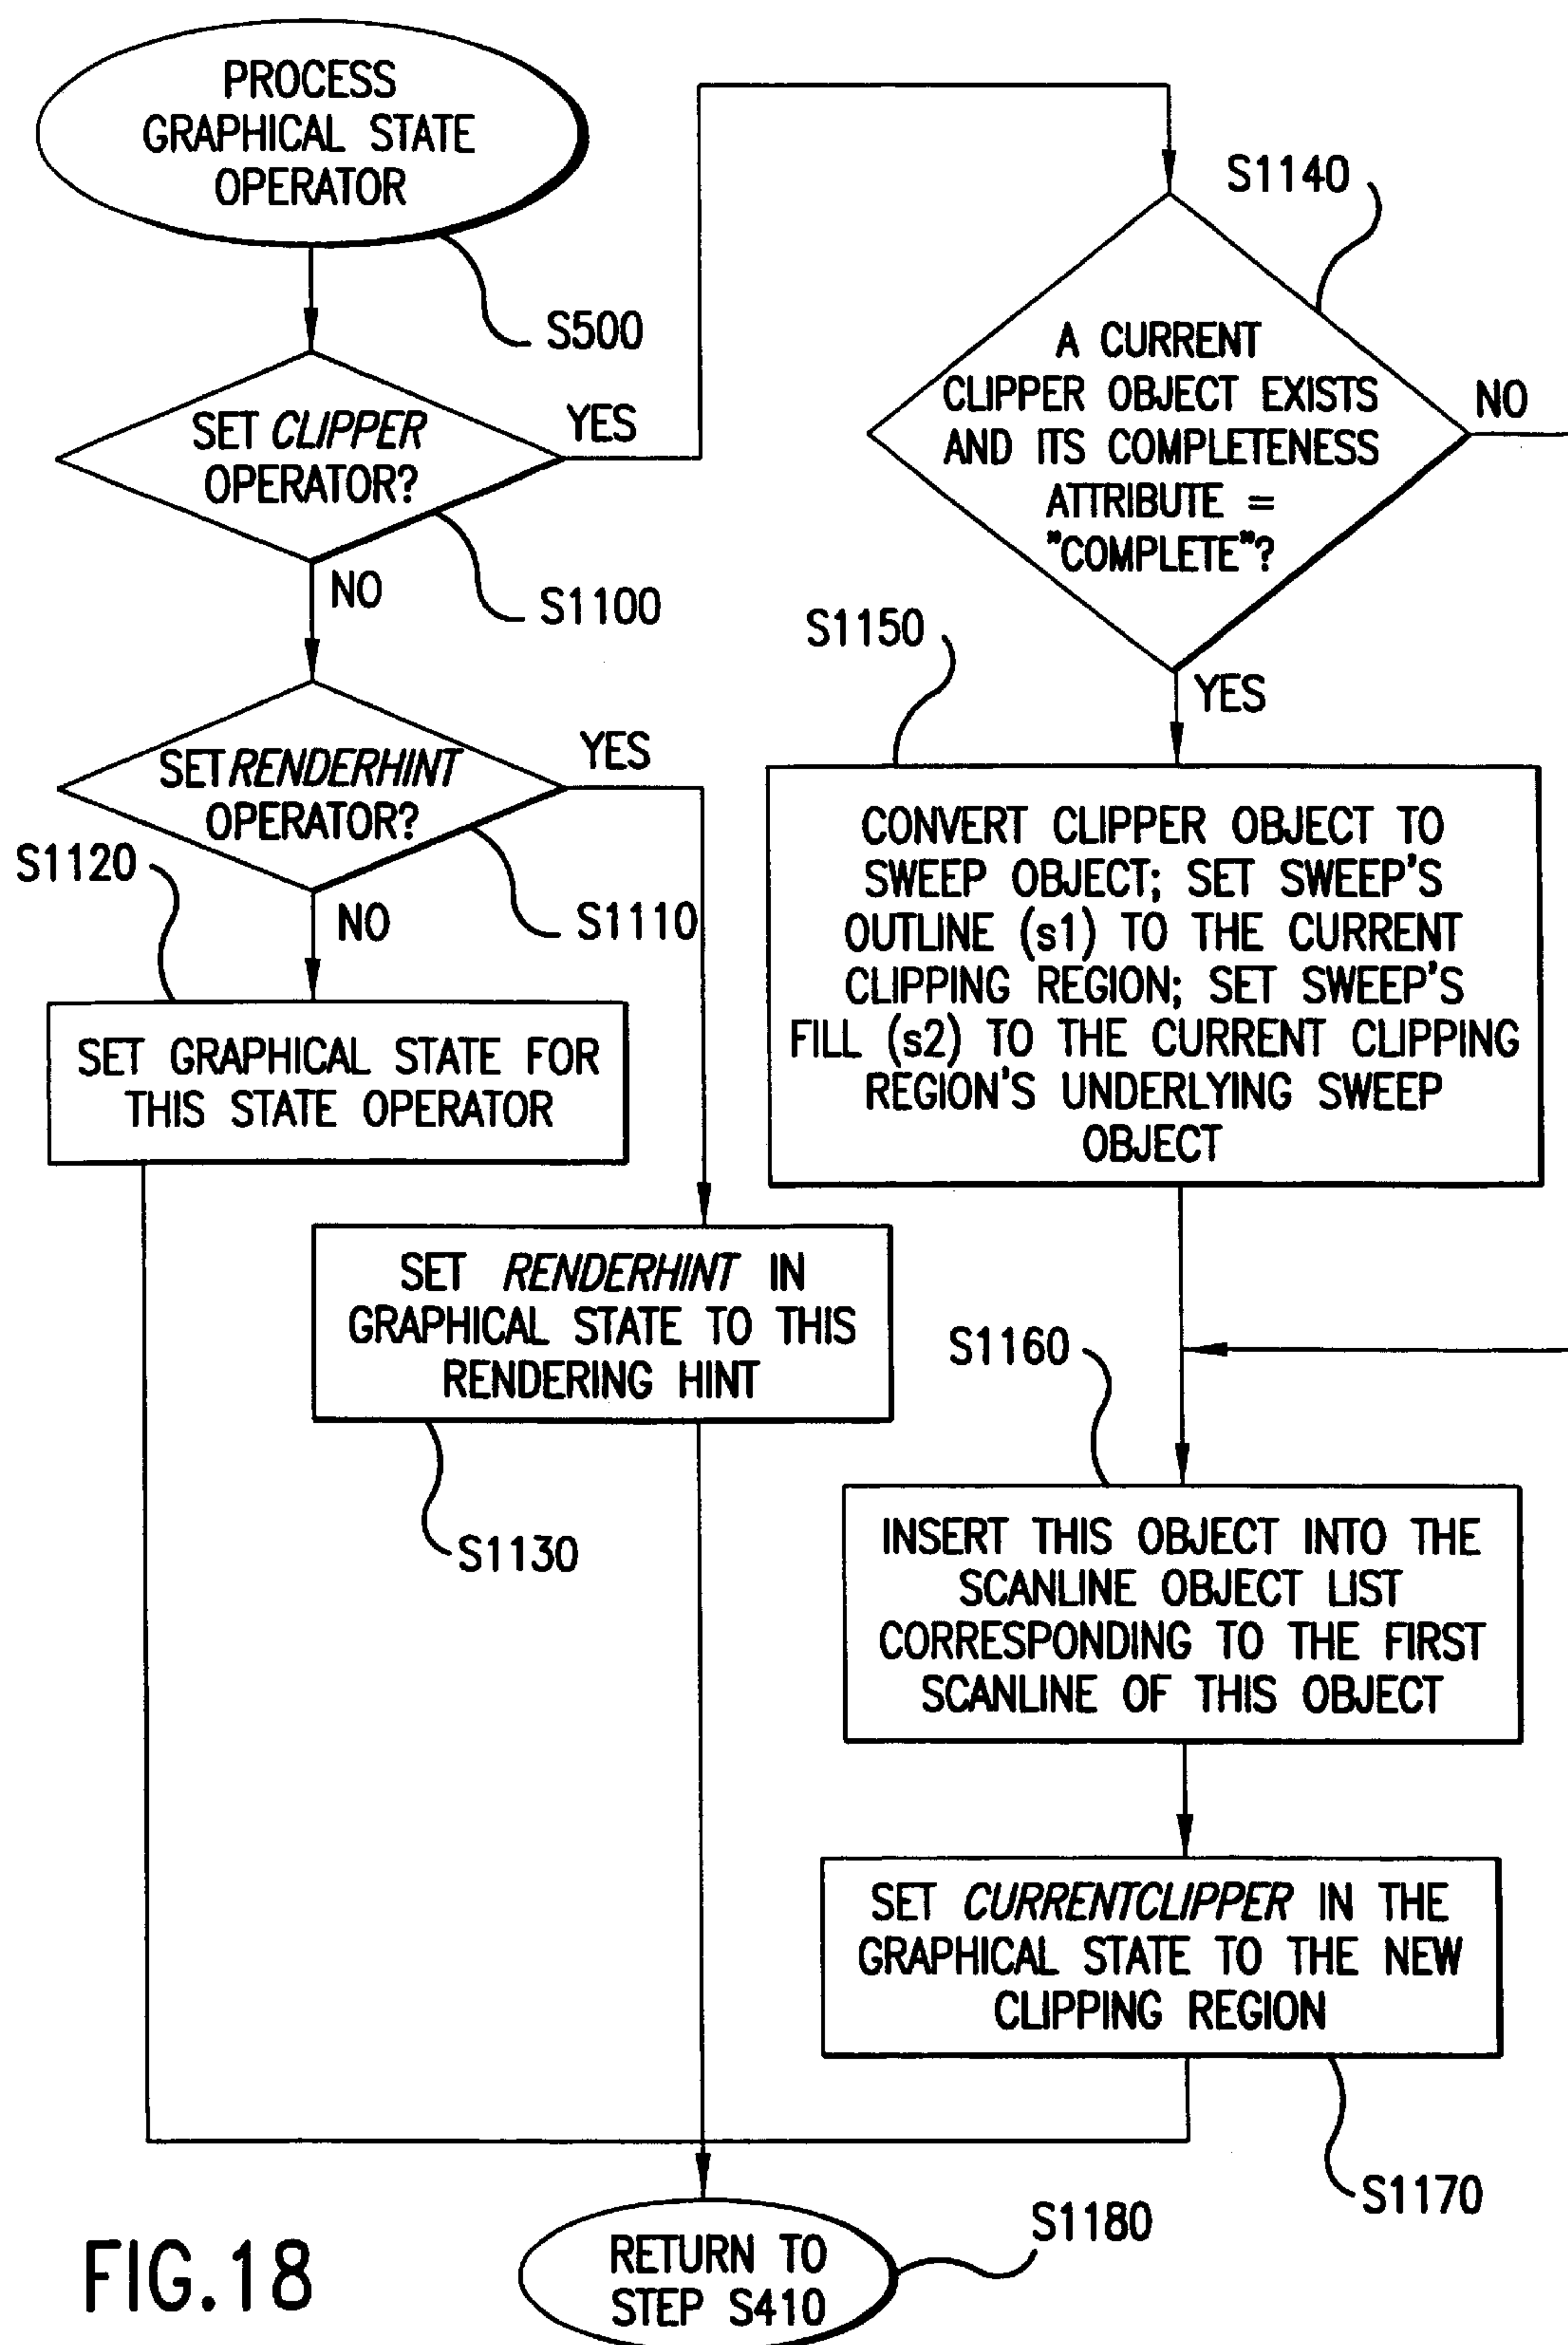 PROCESS
GRAPHICAL STATE
OPERATOR
S500
SET CLIPPER
OPERATOR?
YES
S1100
NO
SET RENDERHINT
OPERATOR?
YES
S1110
NO
S1120
SET GRAPHICAL STATE FOR
THIS STATE OPERATOR
SET RENDERHINT IN
GRAPHICAL STATE TO THIS
RENDERING HINT
S1130
S1140
A CURRENT
CLIPPER OBJECT EXISTS
AND ITS COMPLETENESS
ATTRIBUTE =
"COMPLETE"?
NO
YES
S1150
CONVERT CLIPPER OBJECT TO
SWEEP OBJECT; SET SWEEP'S
OUTLINE (s1) TO THE CURRENT
CLIPPING REGION; SET SWEEP'S
FILL (s2) TO THE CURRENT CLIPPING
REGION'S UNDERLYING SWEEP
OBJECT
S1160
INSERT THIS OBJECT INTO THE
SCANLINE OBJECT LIST
CORRESPONDING TO THE FIRST
SCANLINE OF THIS OBJECT
SET CURRENTCLIPPER IN THE
GRAPHICAL STATE TO THE NEW
CLIPPING REGION
S1170
RETURN TO
STEP S410
S1180
FIG.18